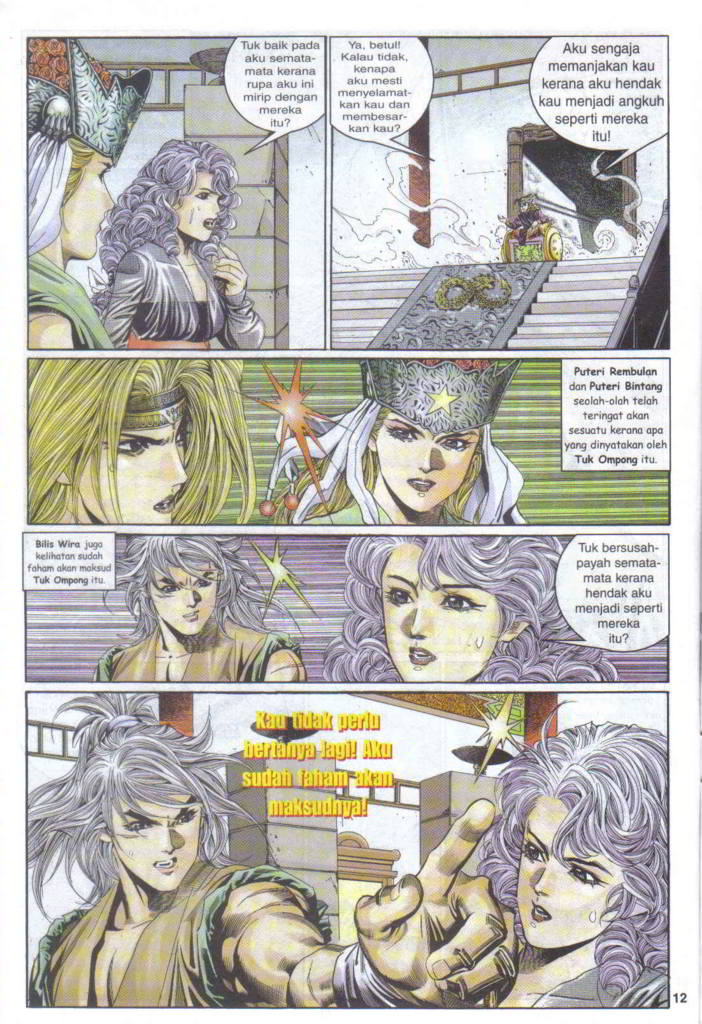 Tuk baik pada
aku semata-
mata kerana
rupa aku ini
mirip dengan
mereka
itu?
Ya, betul!
Kalau tidak,
kenapa
aku mesti
menyelamat-
kan kau dan
membesar-
kan kau?
Aku sengaja
memanjakan kau
kerana aku hendak
kau menjadi angkuh
seperti mereka
itu!
Puteri Rembulan
dan Puteri Bintang
seolah-olah telah
teringat akan
sesuatu kerana apa
yang dinyatakan oleh
Tuk Ompong itu.
Bilis Wira juga
kelihatan sudah
faham akan maksud
Tuk Ompong itu.
Tuk bersusah-
payah semata-
mata kerana
hendak aku
menjadi seperti
mereka
itu?
Kau tidak perlu
bertanya lagi! Aku
sudah faham akan
maksudnya!
12